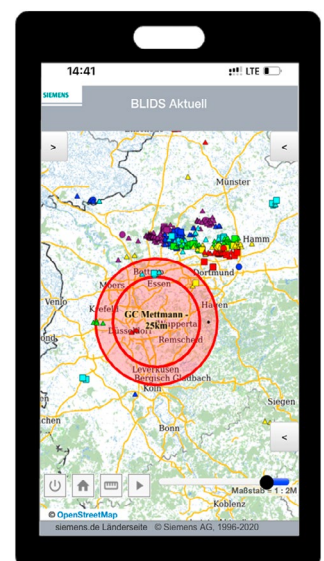 14:41
LTE
SIEMENS
BLIDS Aktuell
>
<
Münster
Hamm
Bottrop
Dortmund
Essen
Moers
Venlo
Krefeld
Hagen
GC Mettmann -
25km
Düsseldorf
Wupperta
Remscheid
Leverkusen
Bergisch Gladbach
Köln
Siegen
chen
Bonn
<
Maßstab = 1 : 2M
Koblenz
© OpenStreetMap
siemens.de Länderseite © Siemens AG, 1996-2020